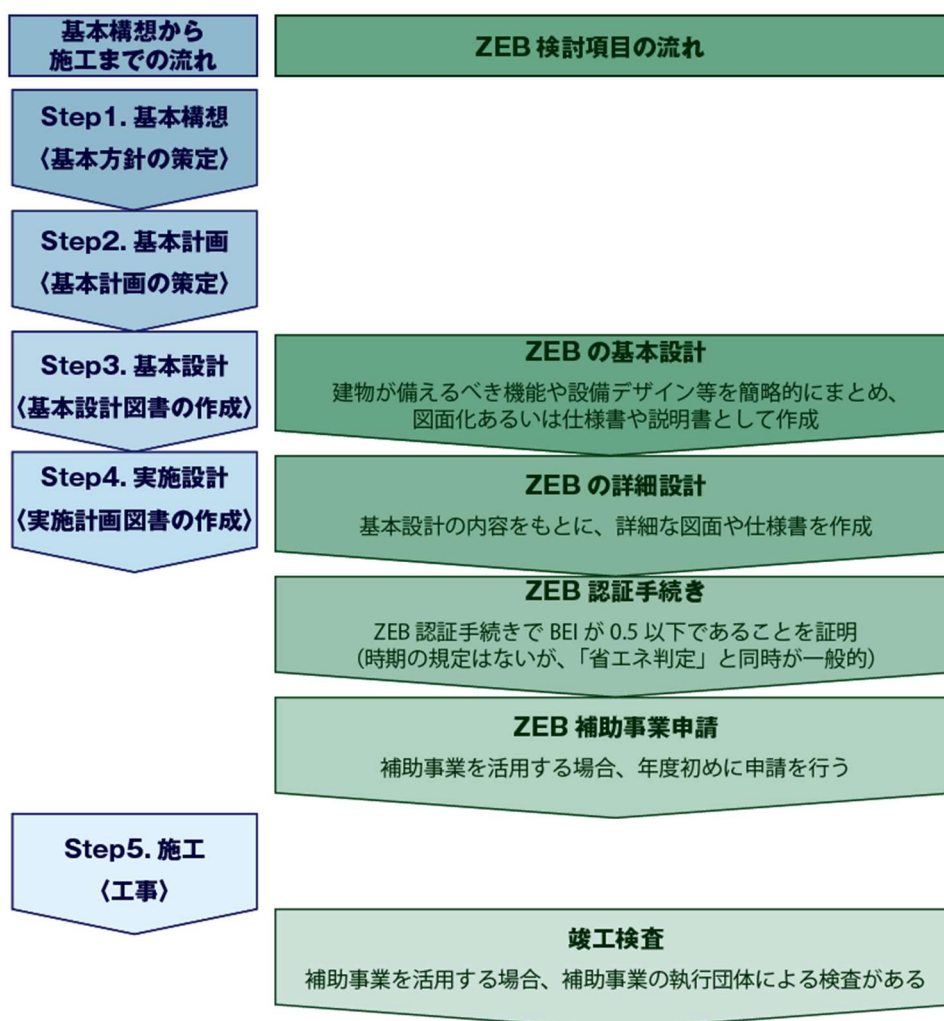 基本構想から
施工までの流れ
ZEB 検討項目の流れ
Step1. 基本構想
〈基本方針の策定〉
Step2. 基本計画
〈基本計画の策定〉
Step3. 基本設計
〈基本設計図書の作成〉
ZEB の基本設計
建物が備えるべき機能や設備デザイン等を簡略的にまとめ、
図面化あるいは仕様書や説明書として作成
Step4. 実施設計
〈実施計画図書の作成〉
ZEB の詳細設計
基本設計の内容をもとに、詳細な図面や仕様書を作成
ZEB 認証手続き
ZEB 認証手続きで BEI が 0.5 以下であることを証明
（時期の規定はないが、「省エネ判定」と同時が一般的）
ZEB 補助事業申請
補助事業を活用する場合、年度初めに申請を行う
Step5. 施工
〈工事〉
竣工検査
補助事業を活用する場合、補助事業の執行団体による検査がある